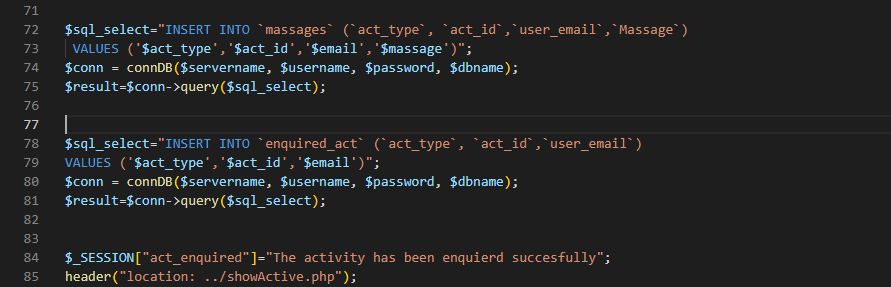 71
72 $sql_select="INSERT INTO `massages` (`act_type`, `act_id`,`user_email`,`Massage`)
73 VALUES ('$act_type','$act_id','$email','$massage')";
74 $conn = connDB($servername, $username, $password, $dbname);
75 $result=$conn->query($sql_select);
76
77
78 $sql_select="INSERT INTO `enquired_act` (`act_type`, `act_id`,`user_email`)
79 VALUES ('$act_type','$act_id','$email')";
80 $conn = connDB($servername, $username, $password, $dbname);
81 $result=$conn->query($sql_select);
82
83
84 $_SESSION["act_enquired"]="The activity has been enquierd succesfully";
85 header("location: ../showActive.php");